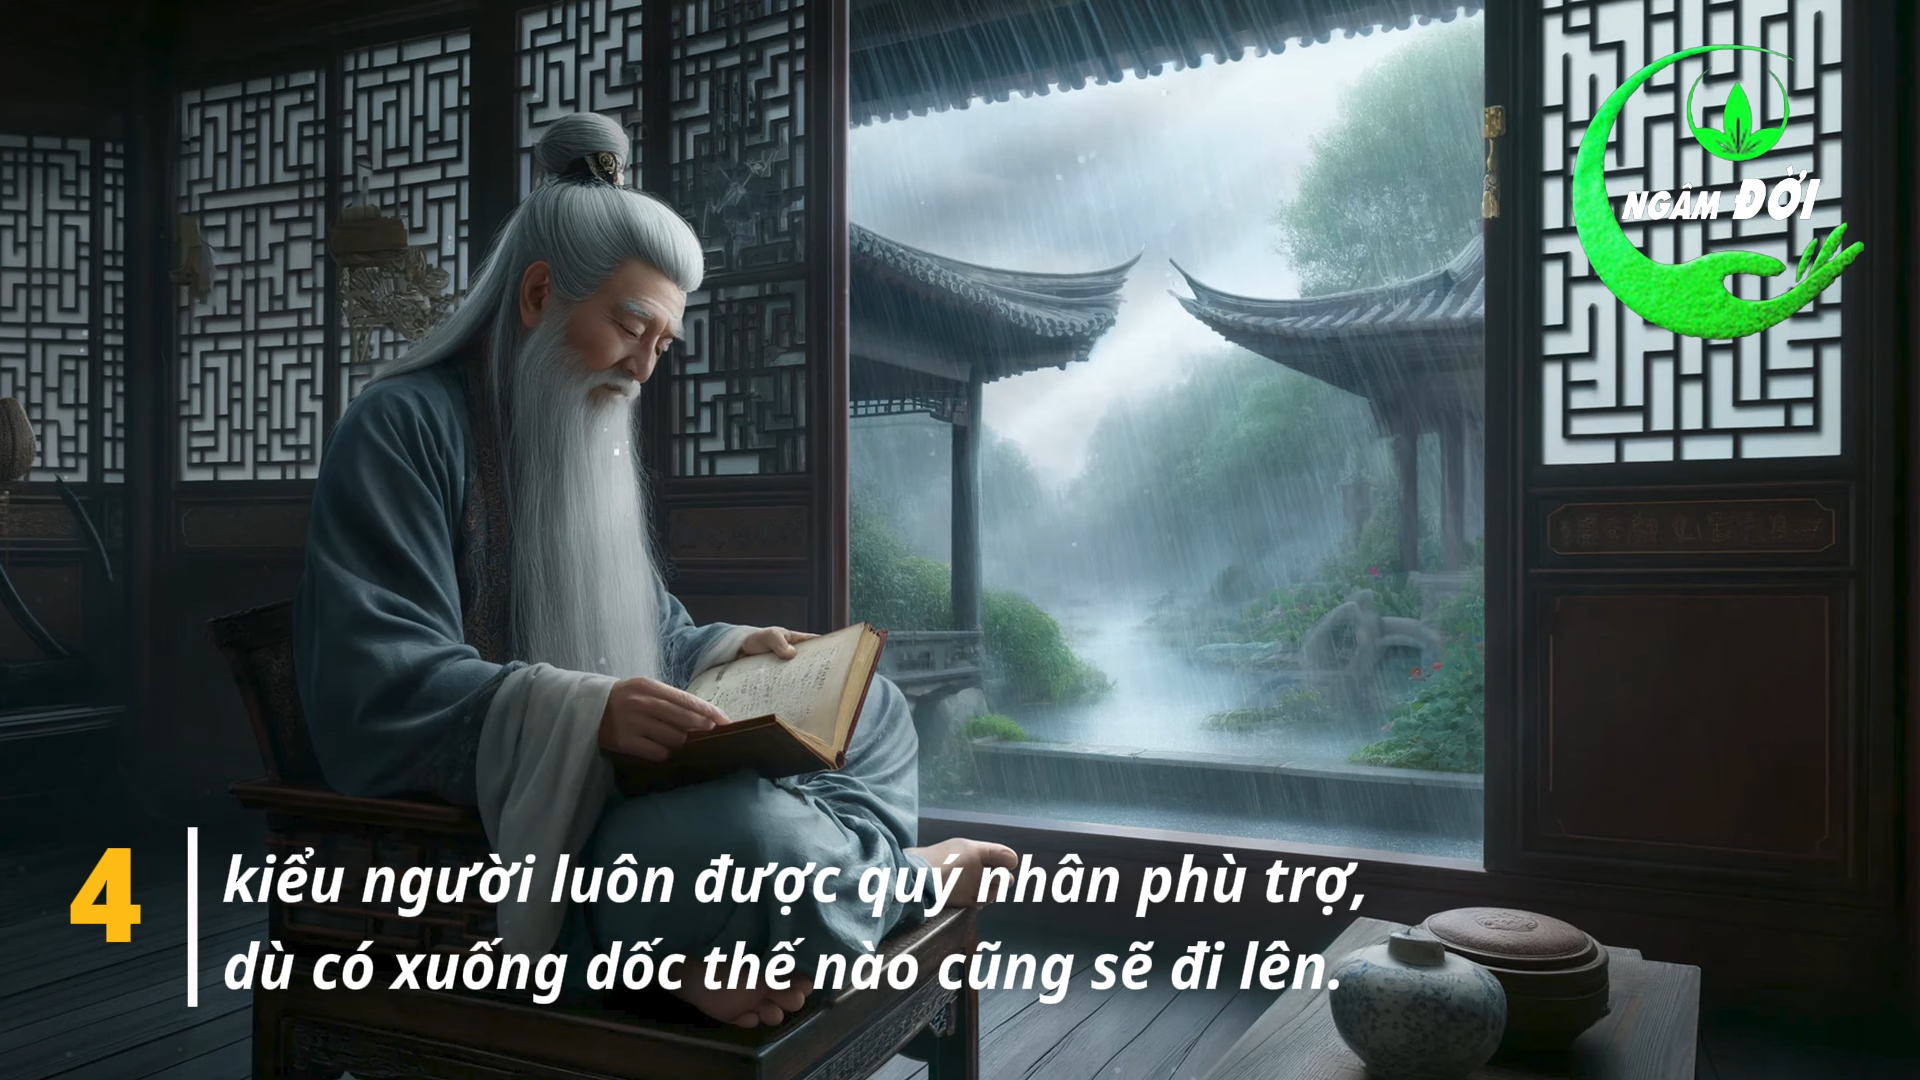 NGÂM ĐỜI
4
kiểu người luôn được quý nhân phù trợ,
dù có xuống dốc thế nào cũng sẽ đi lên.